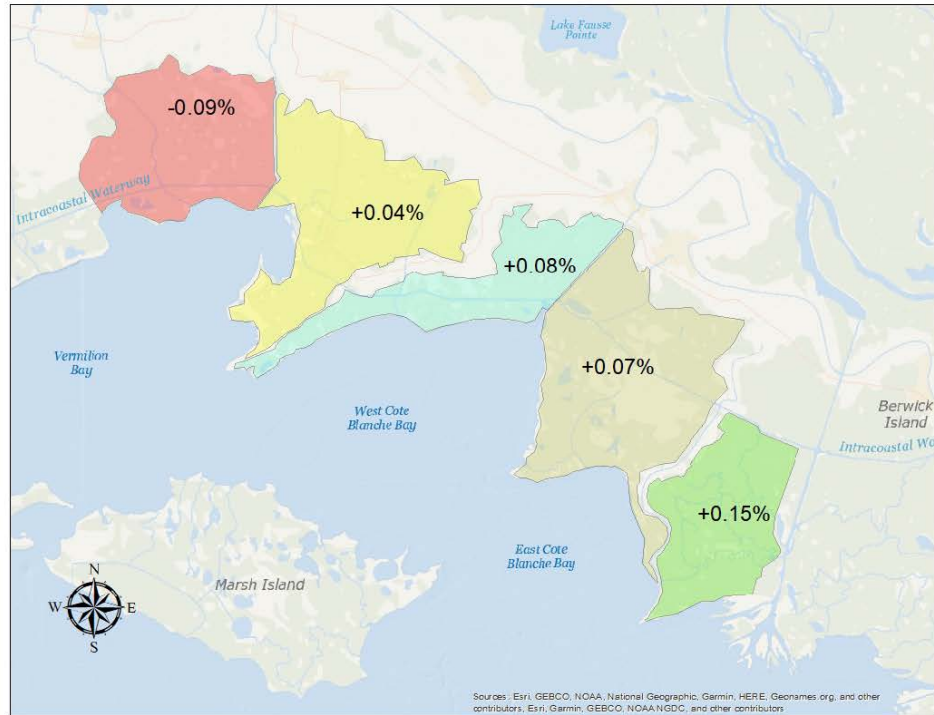 Lake Fausse
Pointe
-0.09%
Intracoastal Waterway
+0.04%
+0.08%
Vermilion
Bay
+0.07%
West Cote
Blanche Bay
Berwick
Island
Intracoastal Wa
+0.15%
East Cote
Blanche Bay
Marsh Island
N
W
E
S
Sources: Esri, GEBCO, NOAA, National Geographic, Garmin, HERE, Geonames.org, and other
contributors, Esri, Garmin, GEBCO, NOAA NGDC, and other contributors